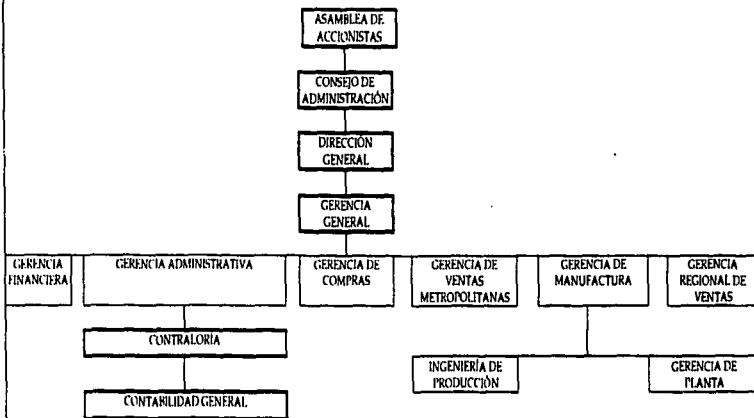 ASAMBLEA DE
ACCIONISTAS
CONSEJO DE
ADMINISTRACIÓN
DIRECCIÓN
GENERAL
GERENCIA
GENERAL
GERENCIA
FINANCIERA
GERENCIA ADMINISTRATIVA
GERENCIA DE
COMPRAS
GERENCIA DE
VENTAS
METROPOLITANAS
GERENCIA DE
MANUFACTURA
GERENCIA
REGIONAL DE
VENTAS
CONTRALORÍA
CONTABILIDAD GENERAL
INGENIERÍA DE
PRODUCCIÓN
GERENCIA DE
PLANTA